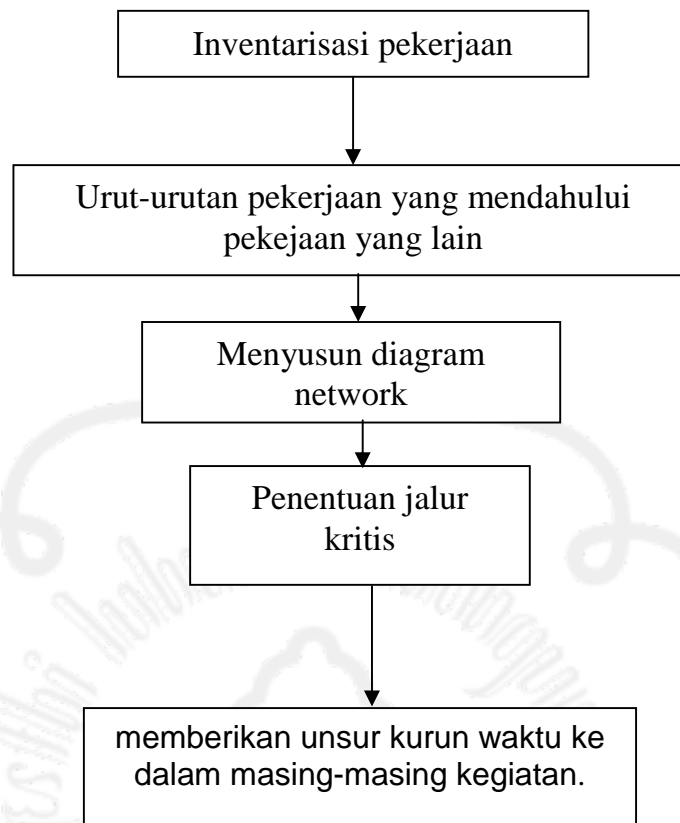 Inventarisasi pekerjaan
Urut-urutan pekerjaan yang mendahului
pekejaan yang lain
Menyusun diagram
network
Penentuan jalur
kritis
memberikan unsur kurun waktu ke
dalam masing-masing kegiatan.